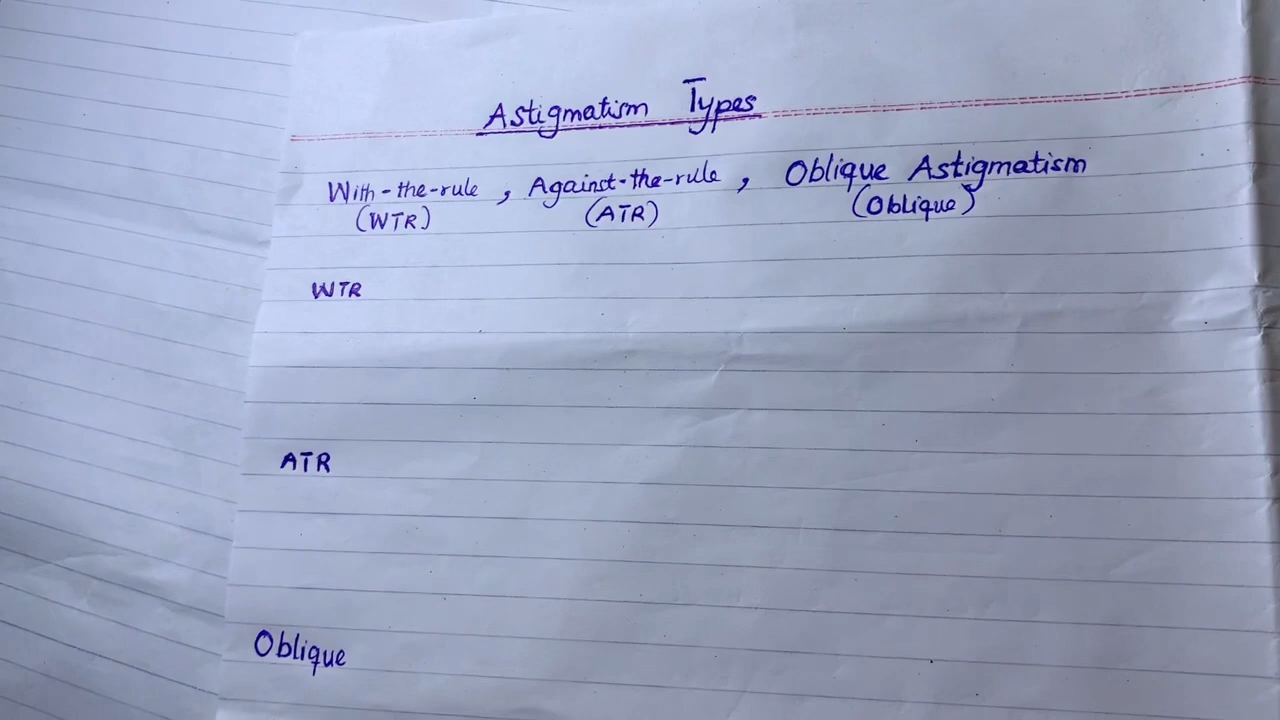 Astigmatism Types
With-the-rule , Against-the-rule , Oblique Astigmatism
(WTR) (ATR) (Oblique)
WTR
ATR
Oblique